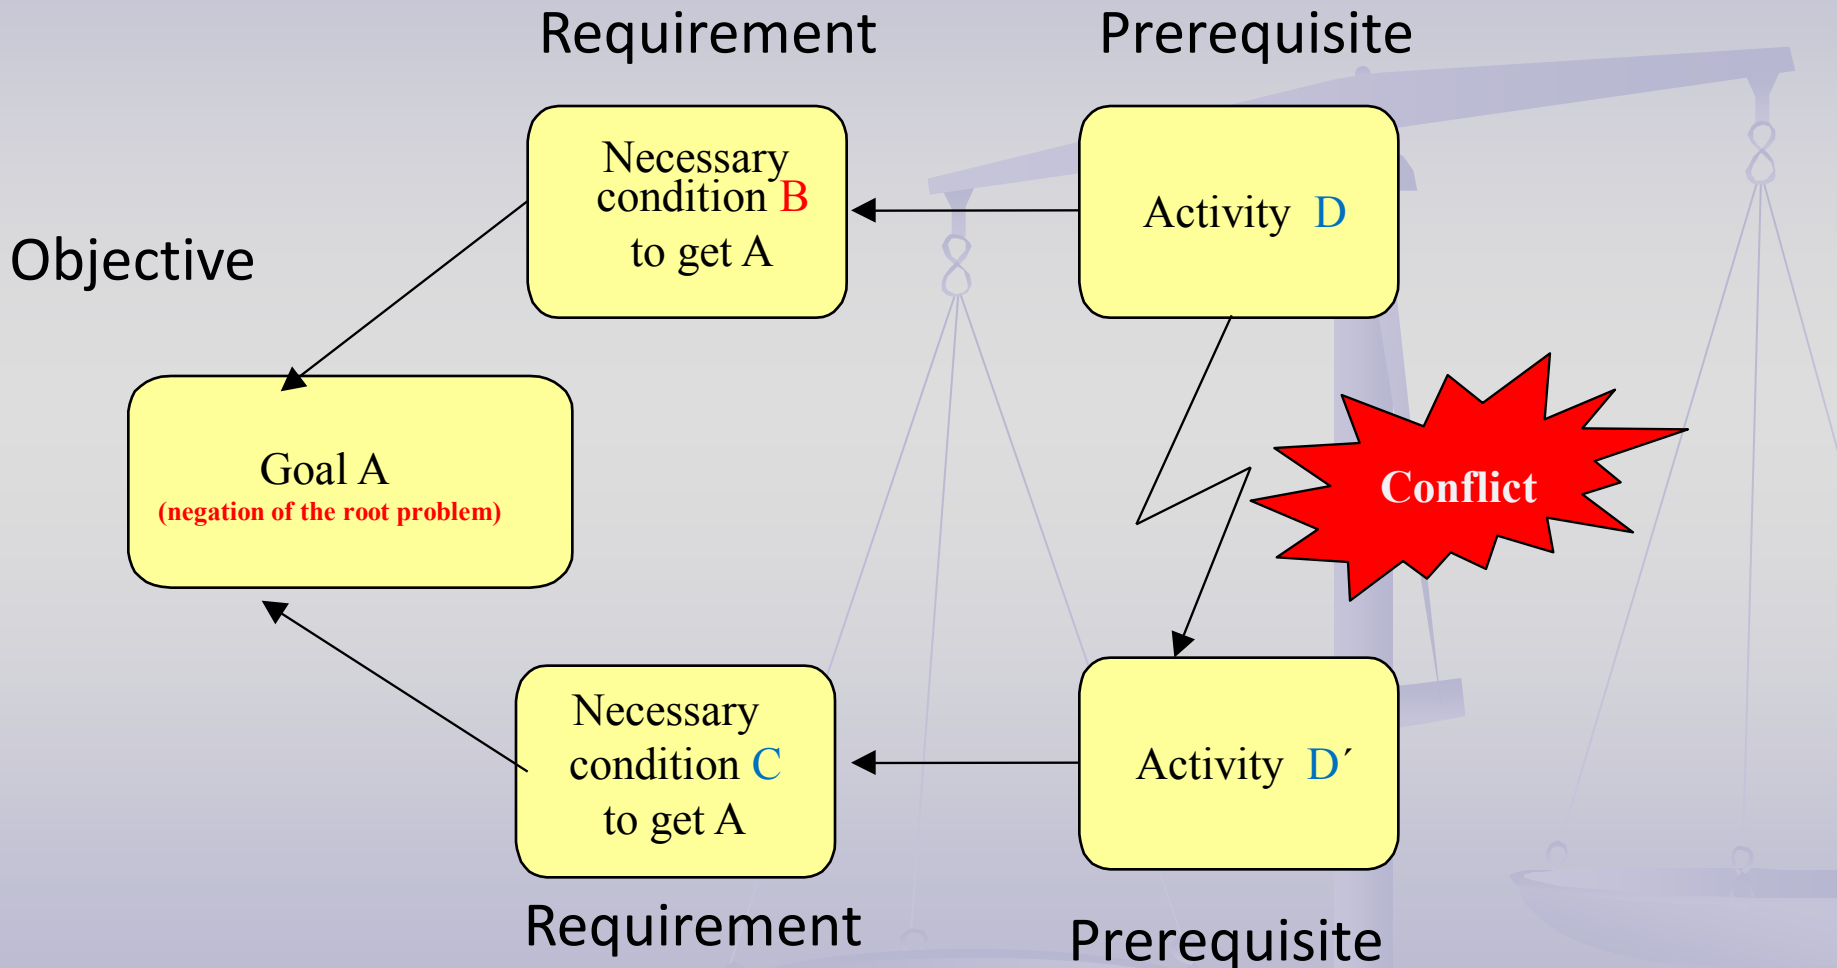 Requirement
Prerequisite
Necessary
condition B
to get A
Activity D
Objective
Goal A
(negation of the root problem)
Conflict
Necessary
condition C
to get A
Activity D´
Requirement
Prerequisite